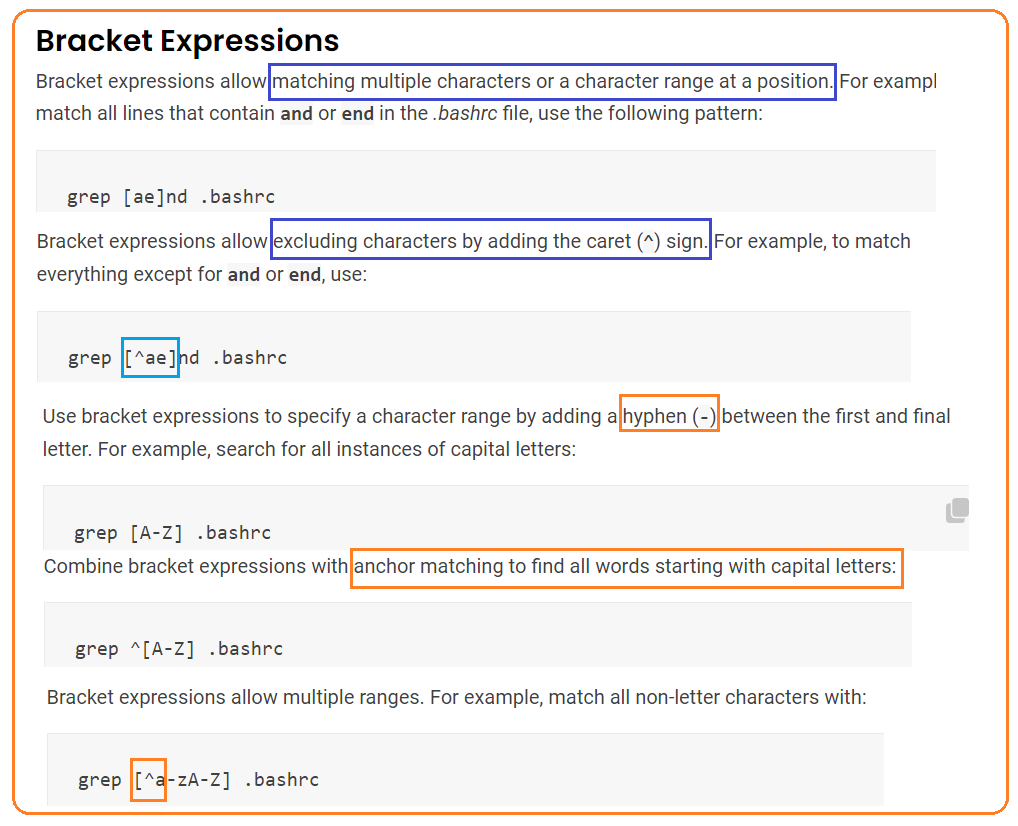 Bracket Expressions
Bracket expressions allow matching multiple characters or a character range at a position. For exampl
match all lines that contain and or end in the .bashrc file, use the following pattern:
grep [ae]nd .bashrc
Bracket expressions allow excluding characters by adding the caret (^) sign. For example, to match
everything except for and or end, use:
grep [^ae]nd .bashrc
Use bracket expressions to specify a character range by adding a hyphen (-) between the first and final
letter. For example, search for all instances of capital letters:
grep [A-Z] .bashrc
Combine bracket expressions with anchor matching to find all words starting with capital letters:
grep ^[A-Z] .bashrc
Bracket expressions allow multiple ranges. For example, match all non-letter characters with:
grep [^a-zA-Z] .bashrc